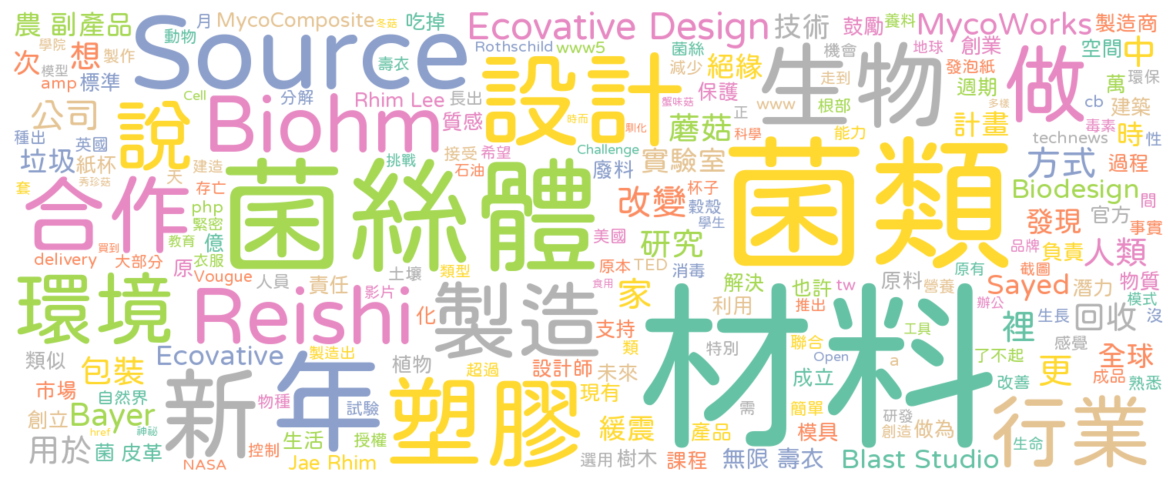 農 副產品
動物
月
MycoComposite
冬菇
吃掉
Ecovative Design
技術
鼓勵
養料
MycoWorks
製造商
學院
次
想
模型
製作
amp
標準
Source
壽衣
Rothschild
www5
菌絲
減少
絕緣
機會
地球
創業
發泡紙
空間
中
環保
走到
週期
萬
設計
生物
做
公司
Cell
分解
Rhim Lee
長出
質感
蟹味菇
保護
www
根部
正
cb
建築
多樣
種出
英國
說
Biohm
時而
馴化
蘑菇
科學
能力
計畫
毒素
時
性
technews
垃圾
紙杯
建造
挑戰
接受
希望
Challenge
石油
廢料
實驗室
方式
過程
套
秀珍菇
天
存亡
合作
菌絲體
改變
杯子
穀殼
學生
菌類
Biodesign
間
php
緊密
發現
官方
事實
買到
教育
億
美國
研究
品牌
負責
人類
delivery
大部分
原
衣服
Vougue
人員
責任
土壤
類型
影片
原本
TED
消毒
解決
也許
tw
原料
原有
營養
截圖
Sayed
潛力
物質
環境
Reishi
化
製造
食用
家
利用
推出
辦公
模式
支持
類
特別
材料
聯合
工具
裡
生長
回收
沒
感覺
類似
Ecovative
製造出
植物
超過
設計師
未來
Open
a
了不起
市場
包裝
自然界
新
年
塑膠
現有
成立
改善
更
全球
成品
熟悉
創立
Bayer
物種
試驗
href
神祕
緩震
產品
需
簡單
模具
研發
創造
做為
行業
用於
菌
皮革
NASA
控制
生活
授權
Jae Rhim
選用
樹木
課程
無限
壽衣
Blast Studio
生命